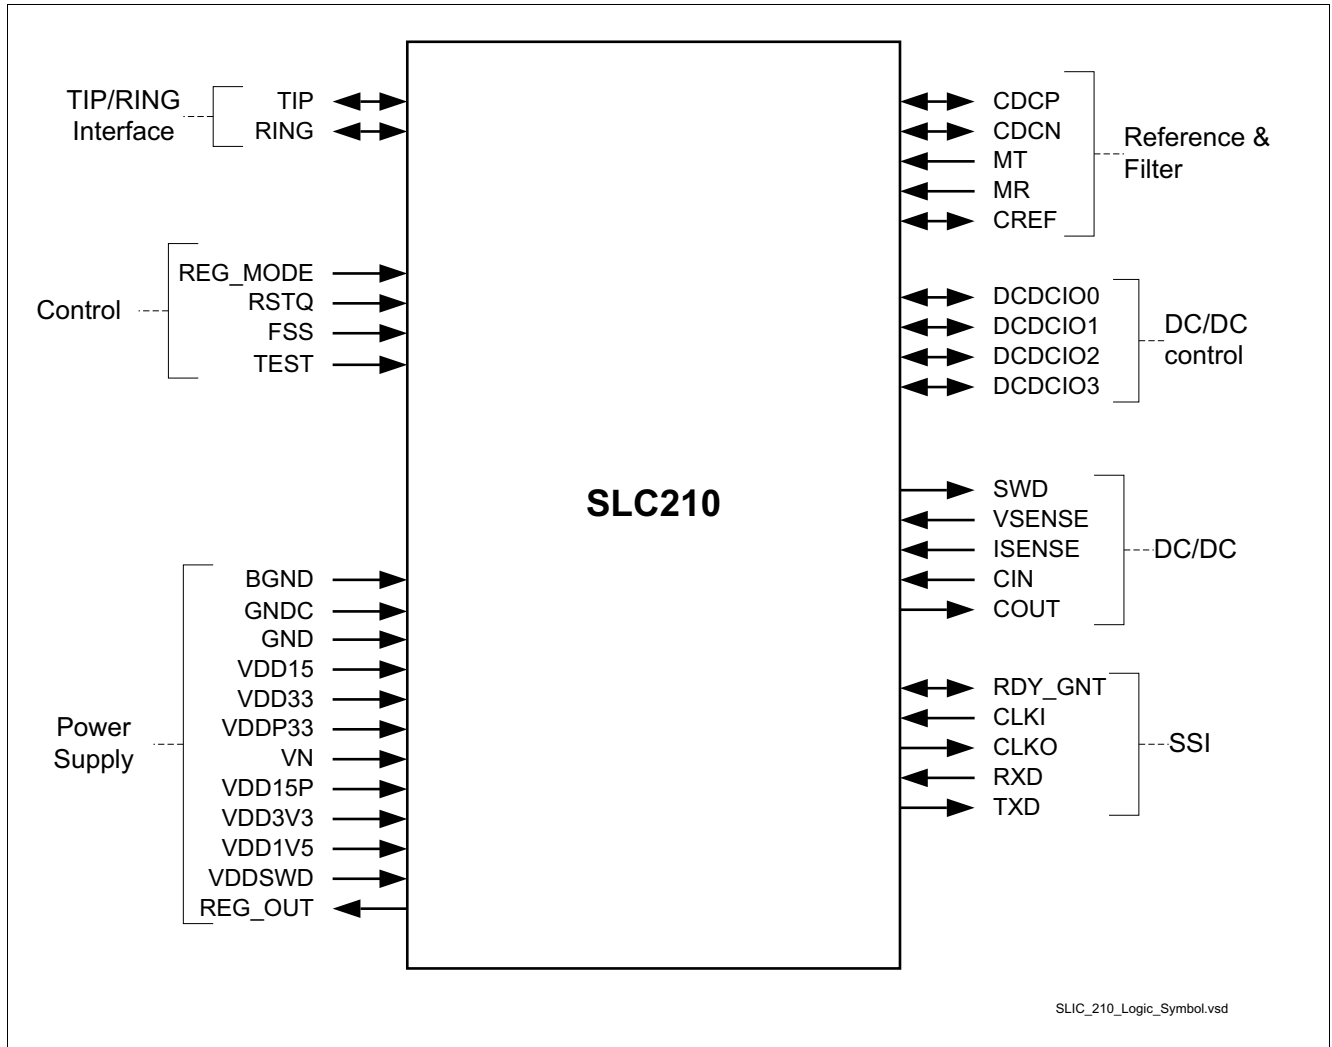 TIP/RING
Interface
TIP
RING
Control
REG_MODE
RSTQ
FSS
TEST
Power
Supply
BGND
GNDC
GND
VDD15
VDD33
VDDP33
VN
VDD15P
VDD3V3
VDD1V5
VDDSWD
REG_OUT
SLC210
CDCP
CDCN
MT
MR
CREF
Reference &
Filter
DCDCIO0
DCDCIO1
DCDCIO2
DCDCIO3
DC/DC
control
SWD
VSENSE
ISENSE
CIN
COUT
DC/DC
RDY_GNT
CLKI
CLKO
RXD
TXD
SSI
SLIC_210_Logic_Symbol.vsd